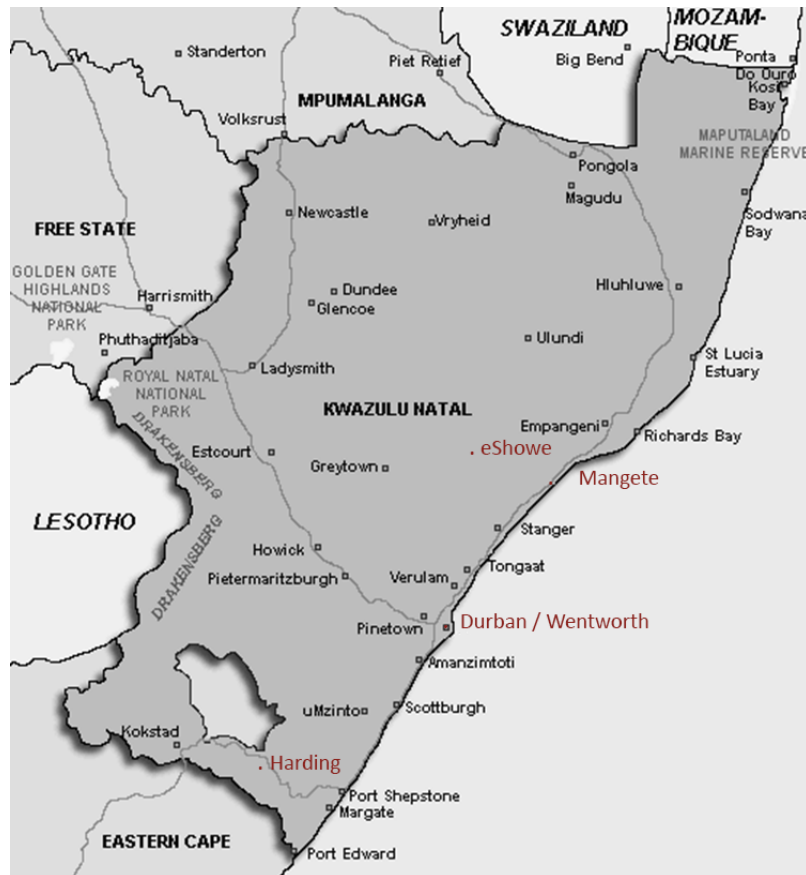 SWAZILAND
MOZAM-
BIQUE
Standerton
Piet Retief
Big Bend
Ponta
Do Ouro
Kosi
Bay
MPUMALANGA
Volksrust
MAPUTALAND
MARINE RESERVE
Pongola
Magudu
Newcastle
Vryheid
Sodwana
Bay
FREE STATE
GOLDEN GATE
HIGHLANDS
NATIONAL
PARK
Harrismith
Dundee
Glencoe
Hluhluwe
Phuthaditjaba
Ulundi
Ladysmith
St Lucia
Estuary
ROYAL NATAL
NATIONAL
PARK
KWAZULU NATAL
DRAKENSBERG
Empangeni
Richards Bay
Estcourt
eShowe
Greytown
Mangete
LESOTHO
DRAKENSBERG
Stanger
Howick
Tongaat
Pietermaritzburgh
Verulam
Pinetown
Durban / Wentworth
Amanzimtoti
uMzinto
Scottburgh
Kokstad
Harding
Port Shepstone
Margate
EASTERN CAPE
Port Edward